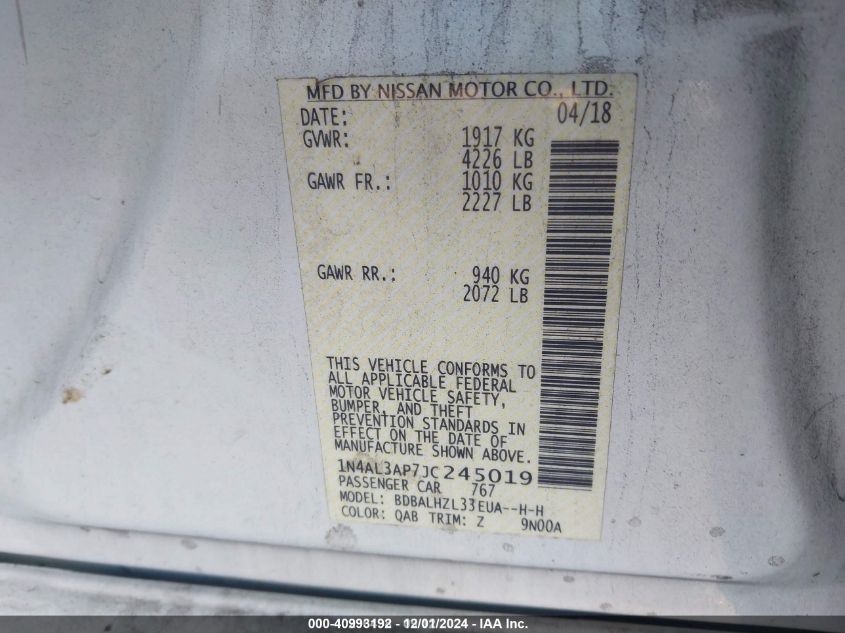 MFD BY NISSAN MOTOR CO., LTD.
DATE: 04/18
GVWR: 1917 KG
4226 LB
GAWR FR.: 1010 KG
2227 LB
GAWR RR.: 940 KG
2072 LB
THIS VEHICLE CONFORMS TO
ALL APPLICABLE FEDERAL
MOTOR VEHICLE SAFETY,
BUMPER, AND THEFT
PREVENTION STANDARDS IN
EFFECT ON THE DATE OF
MANUFACTURE SHOWN ABOVE.
1N4AL3AP7JC245019
PASSENGER CAR 767
MODEL: BDBALHZL33EUA--H-H
COLOR: QAB TRIM: Z 9N00A
000-40993192 - 12/01/2024 - IAA Inc.